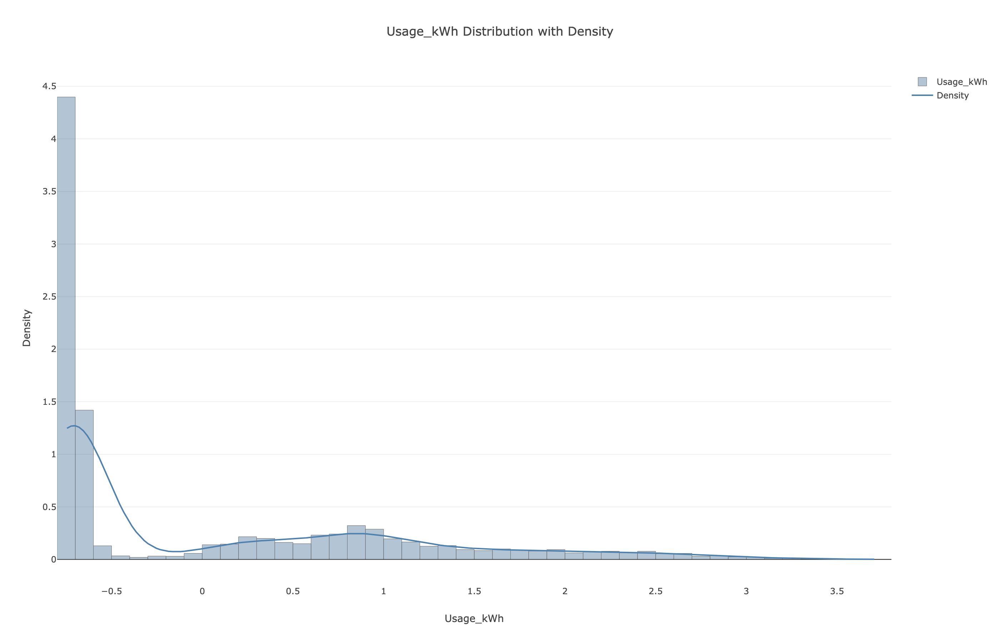 Usage_kWh Distribution with Density
Usage_kWh
Density
4.5
4
3.5
3
2.5
2
1.5
1
0.5
0
Density
−0.5 0 0.5 1 1.5 2 2.5 3 3.5
Usage_kWh